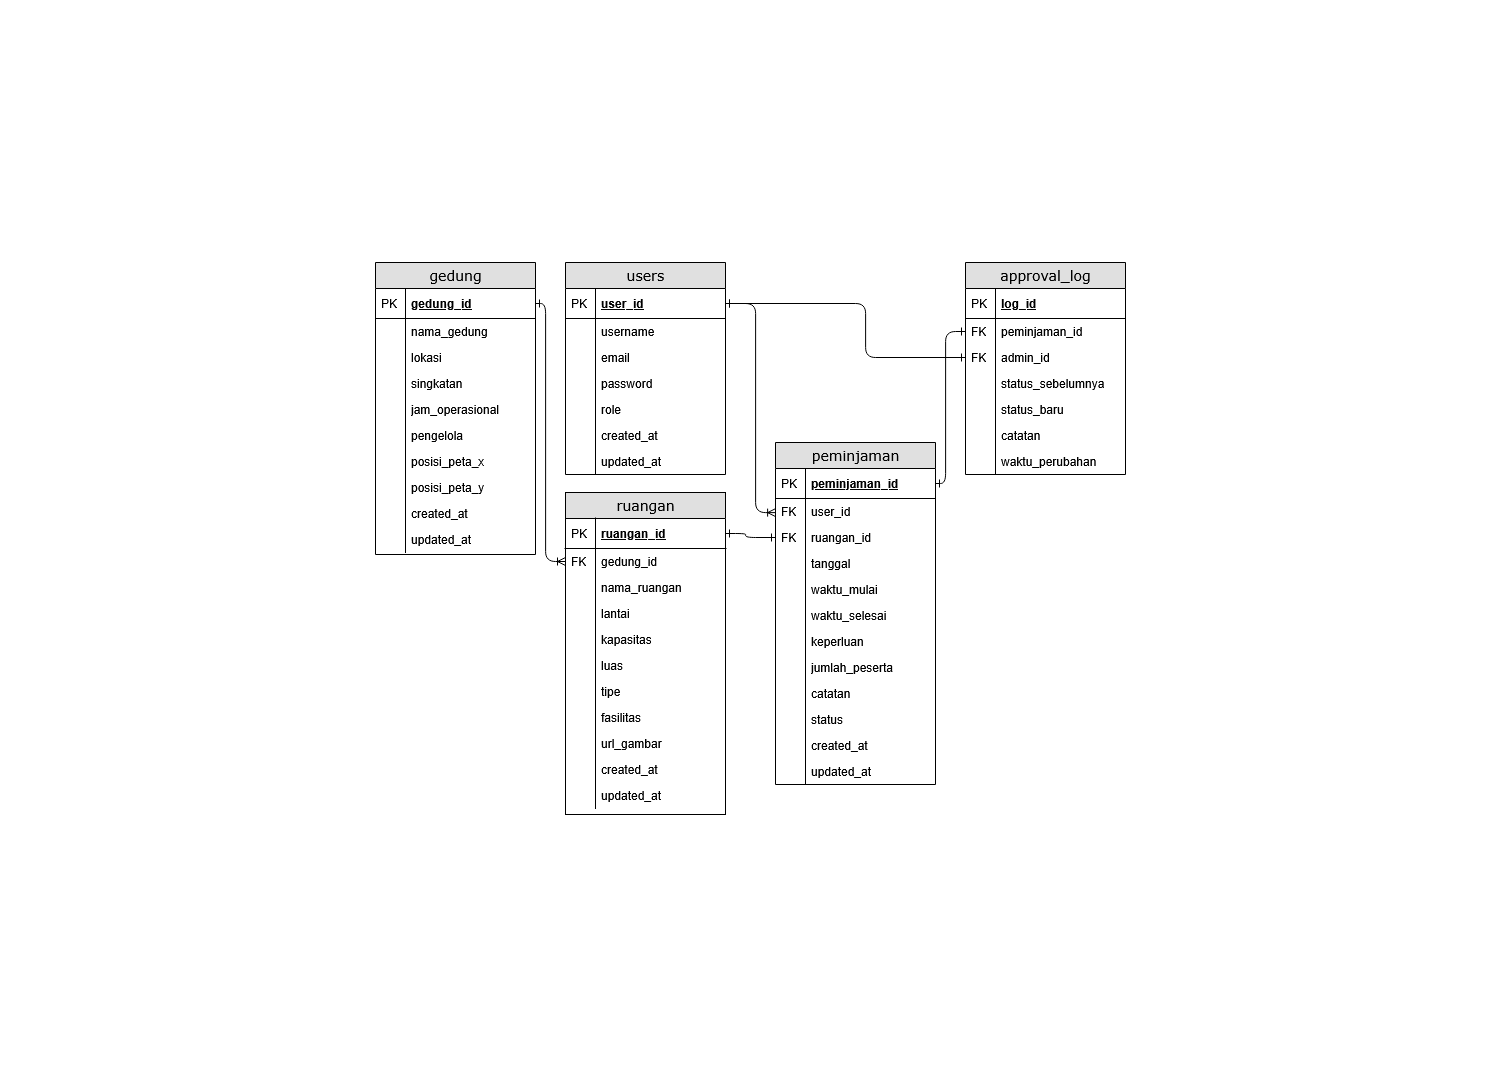 gedung
PK gedung_id
nama_gedung
lokasi
singkatan
jam_operasional
pengelola
posisi_peta_x
posisi_peta_y
created_at
updated_at
users
PK user_id
username
email
password
role
created_at
updated_at
ruangan
PK ruangan_id
FK gedung_id
nama_ruangan
lantai
kapasitas
luas
tipe
fasilitas
url_gambar
created_at
updated_at
peminjaman
PK peminjaman_id
FK user_id
FK ruangan_id
tanggal
waktu_mulai
waktu_selesai
keperluan
jumlah_peserta
catatan
status
created_at
updated_at
approval_log
PK log_id
FK peminjaman_id
FK admin_id
status_sebelumnya
status_baru
catatan
waktu_perubahan